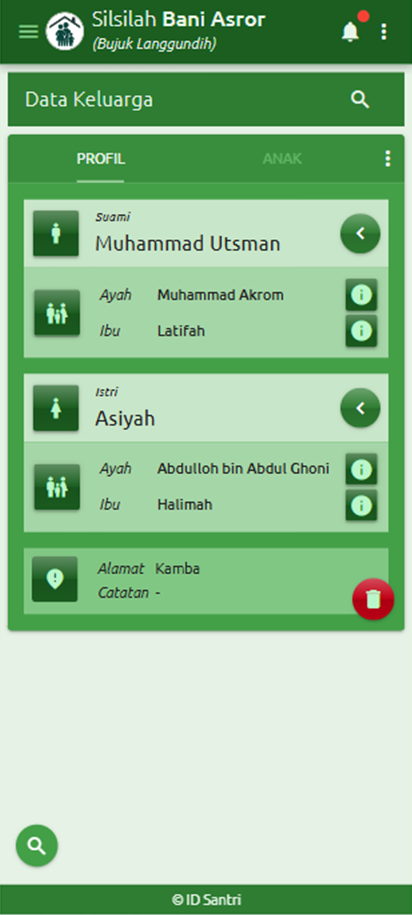 Silsilah Bani Asror
(Bujuk Langgundih)
Data Keluarga
PROFIL
ANAK
Suami
Muhammad Utsman
Ayah Muhammad Akrom
Ibu Latifah
Istri
Asiyah
Ayah Abdulloh bin Abdul Ghoni
Ibu Halimah
Alamat Kamba
Catatan -
© ID Santri